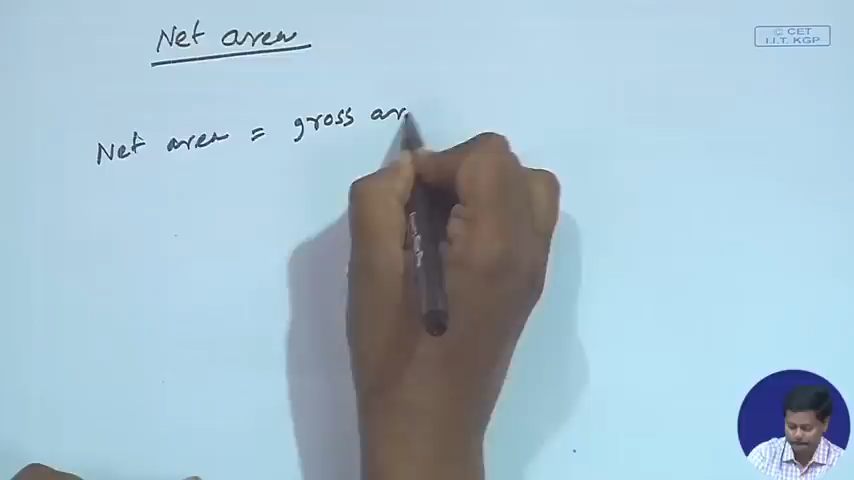 Net area
© CET
I.I.T. KGP
Net area = gross ar